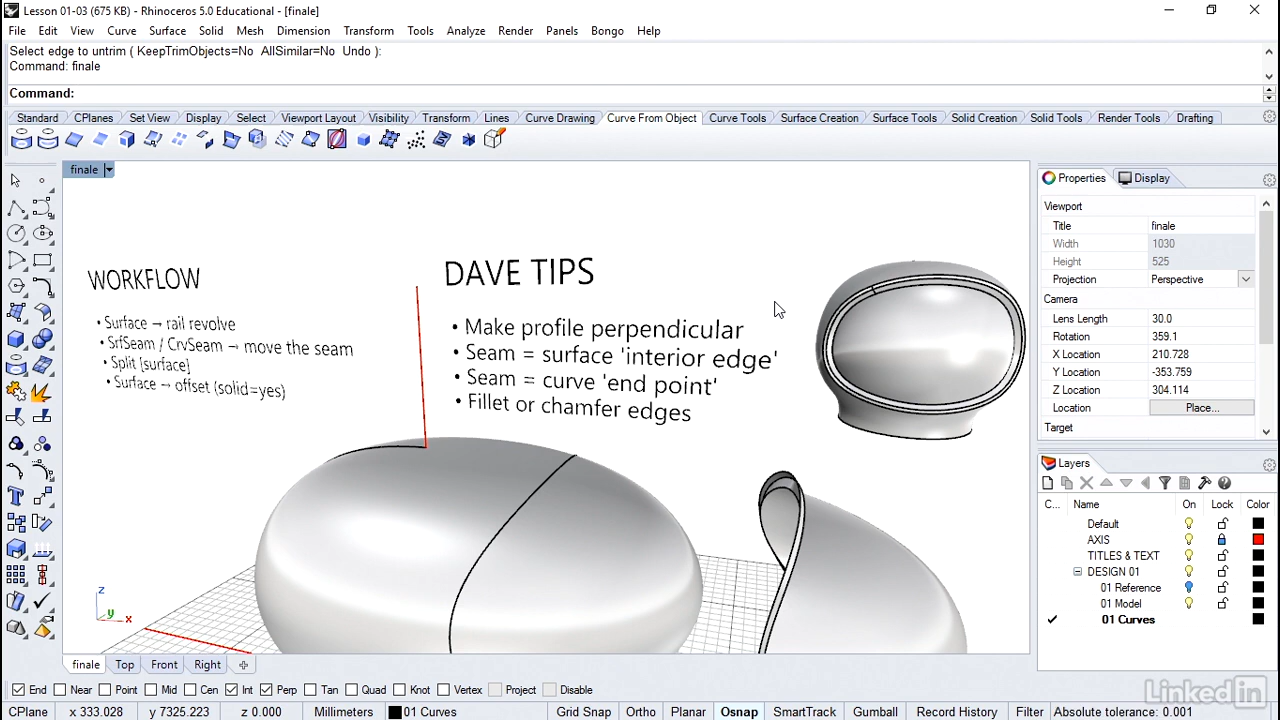 Lesson 01-03 (675 KB) - Rhinoceros 5.0 Educational - [finale]
File Edit View Curve Surface Solid Mesh Dimension Transform Tools Analyze Render Panels Bongo Help
Select edge to untrim ( KeepTrimObjects=No AllSimilar=No Undo ):
Command: finale
Command:
Standard CPlanes Set View Display Select Viewport Layout Visibility Transform Lines Curve Drawing Curve From Object Curve Tools Surface Creation Surface Tools Solid Creation Solid Tools Render Tools Drafting
finale
WORKFLOW
• Surface → rail revolve
• SrfSeam / CrvSeam → move the seam
• Split [surface]
• Surface → offset (solid=yes)
DAVE TIPS
• Make profile perpendicular
• Seam = surface 'interior edge'
• Seam = curve 'end point'
• Fillet or chamfer edges
z
y
x
Properties Display
Viewport
Title finale
Width 1030
Height 525
Projection Perspective
Camera
Lens Length 30.0
Rotation 359.1
X Location 210.728
Y Location -353.759
Z Location 304.114
Location Place...
Target
Layers
C... Name On Lock Color
Default
AXIS
TITLES & TEXT
DESIGN 01
01 Reference
01 Model
01 Curves
finale Top Front Right
End Near Point Mid Cen Int Perp Tan Quad Knot Vertex Project Disable
CPlane x 333.028 y 7325.223 z 0.000 Millimeters 01 Curves Grid Snap Ortho Planar Osnap SmartTrack Gumball Record History Filter Absolute tolerance: 0.001
LinkedIn